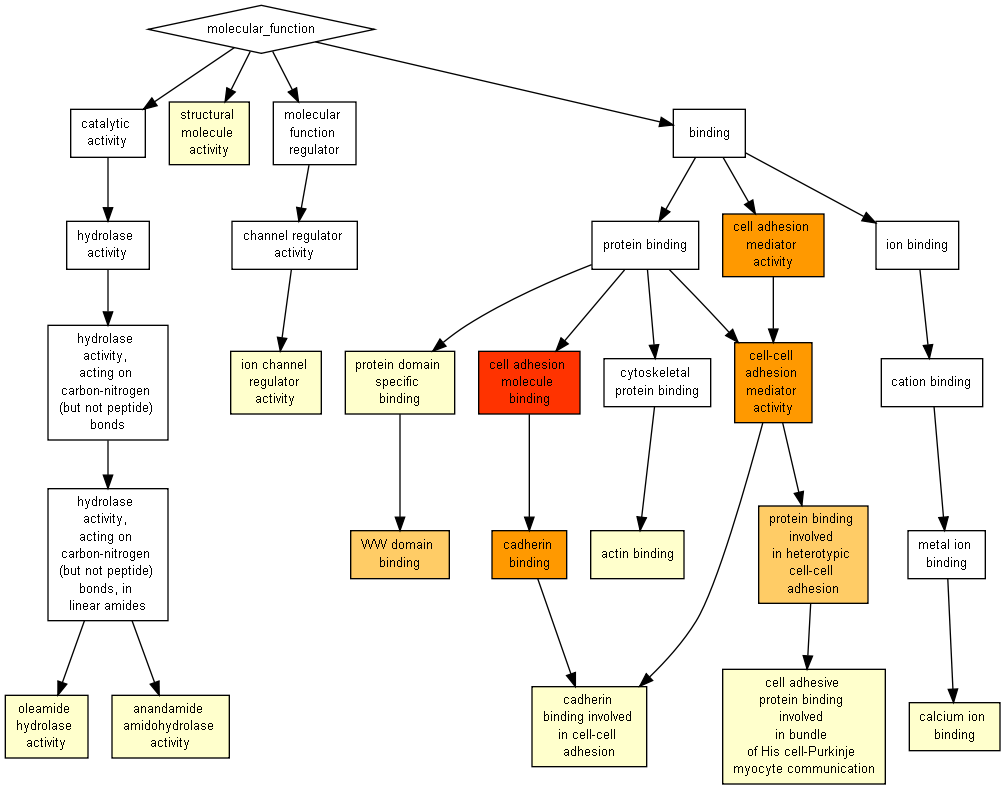 molecular_function
catalytic
activity
structural
molecule
activity
molecular
function
regulator
binding
hydrolase
activity
channel regulator
activity
protein binding
cell adhesion
mediator
activity
ion binding
hydrolase
activity,
acting on
carbon-nitrogen
(but not peptide)
bonds
ion channel
regulator
activity
protein domain
specific
binding
cell adhesion
molecule
binding
cytoskeletal
protein binding
cell-cell
adhesion
mediator
activity
cation binding
hydrolase
activity,
acting on
carbon-nitrogen
(but not peptide)
bonds, in
linear amides
WW domain
binding
cadherin
binding
actin binding
protein binding
involved
in heterotypic
cell-cell
adhesion
metal ion
binding
oleamide
hydrolase
activity
anandamide
amidohydrolase
activity
cadherin
binding involved
in cell-cell
adhesion
cell adhesive
protein binding
involved
in bundle
of His cell-Purkinje
myocyte communication
calcium ion
binding